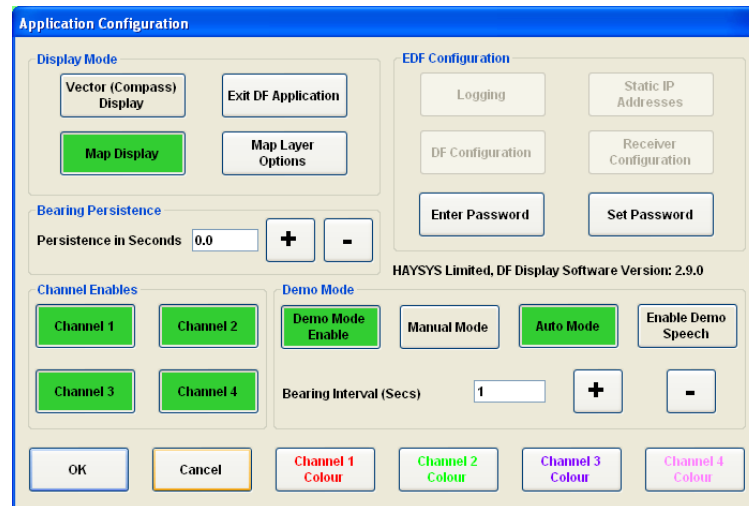 Application Configuration
Display Mode
Vector (Compass)
Display
Exit DF Application
Map Display
Map Layer
Options
EDF Configuration
Logging
Static IP
Addresses
DF Configuration
Receiver
Configuration
Enter Password
Set Password
Bearing Persistence
Persistence in Seconds 0.0 + -
HAYSYS Limited, DF Display Software Version: 2.9.0
Channel Enables
Channel 1
Channel 2
Channel 3
Channel 4
Demo Mode
Demo Mode
Enable
Manual Mode
Auto Mode
Enable Demo
Speech
Bearing Interval (Secs) 1 + -
OK
Cancel
Channel 1
Colour
Channel 2
Colour
Channel 3
Colour
Channel 4
Colour